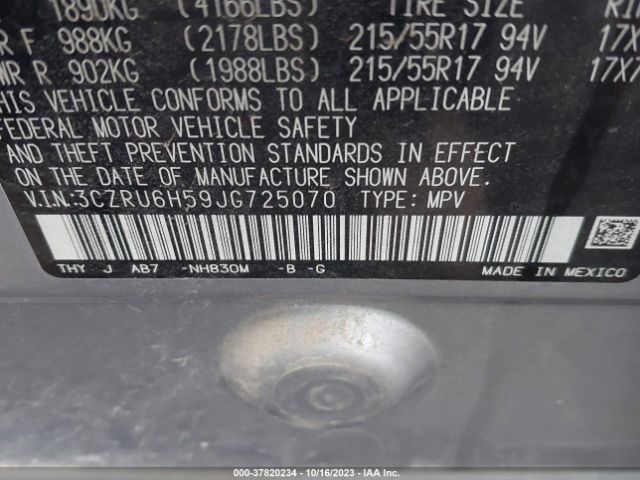 1890KG (4166LBS) TIRE SIZE
R F 988KG (2178LBS) 215/55R17 94V 17X
WR R 902KG (1988LBS) 215/55R17 94V 17X7
THIS VEHICLE CONFORMS TO ALL APPLICABLE
FEDERAL MOTOR VEHICLE SAFETY
AND THEFT PREVENTION STANDARDS IN EFFECT
ON THE DATE OF MANUFACTURE SHOWN ABOVE.
V.I.N:3CZRU6H59JG725070 TYPE: MPV
THY J AB7 -NH830M -B -G MADE IN MEXICO
000-37820234 - 10/16/2023 - IAA Inc.